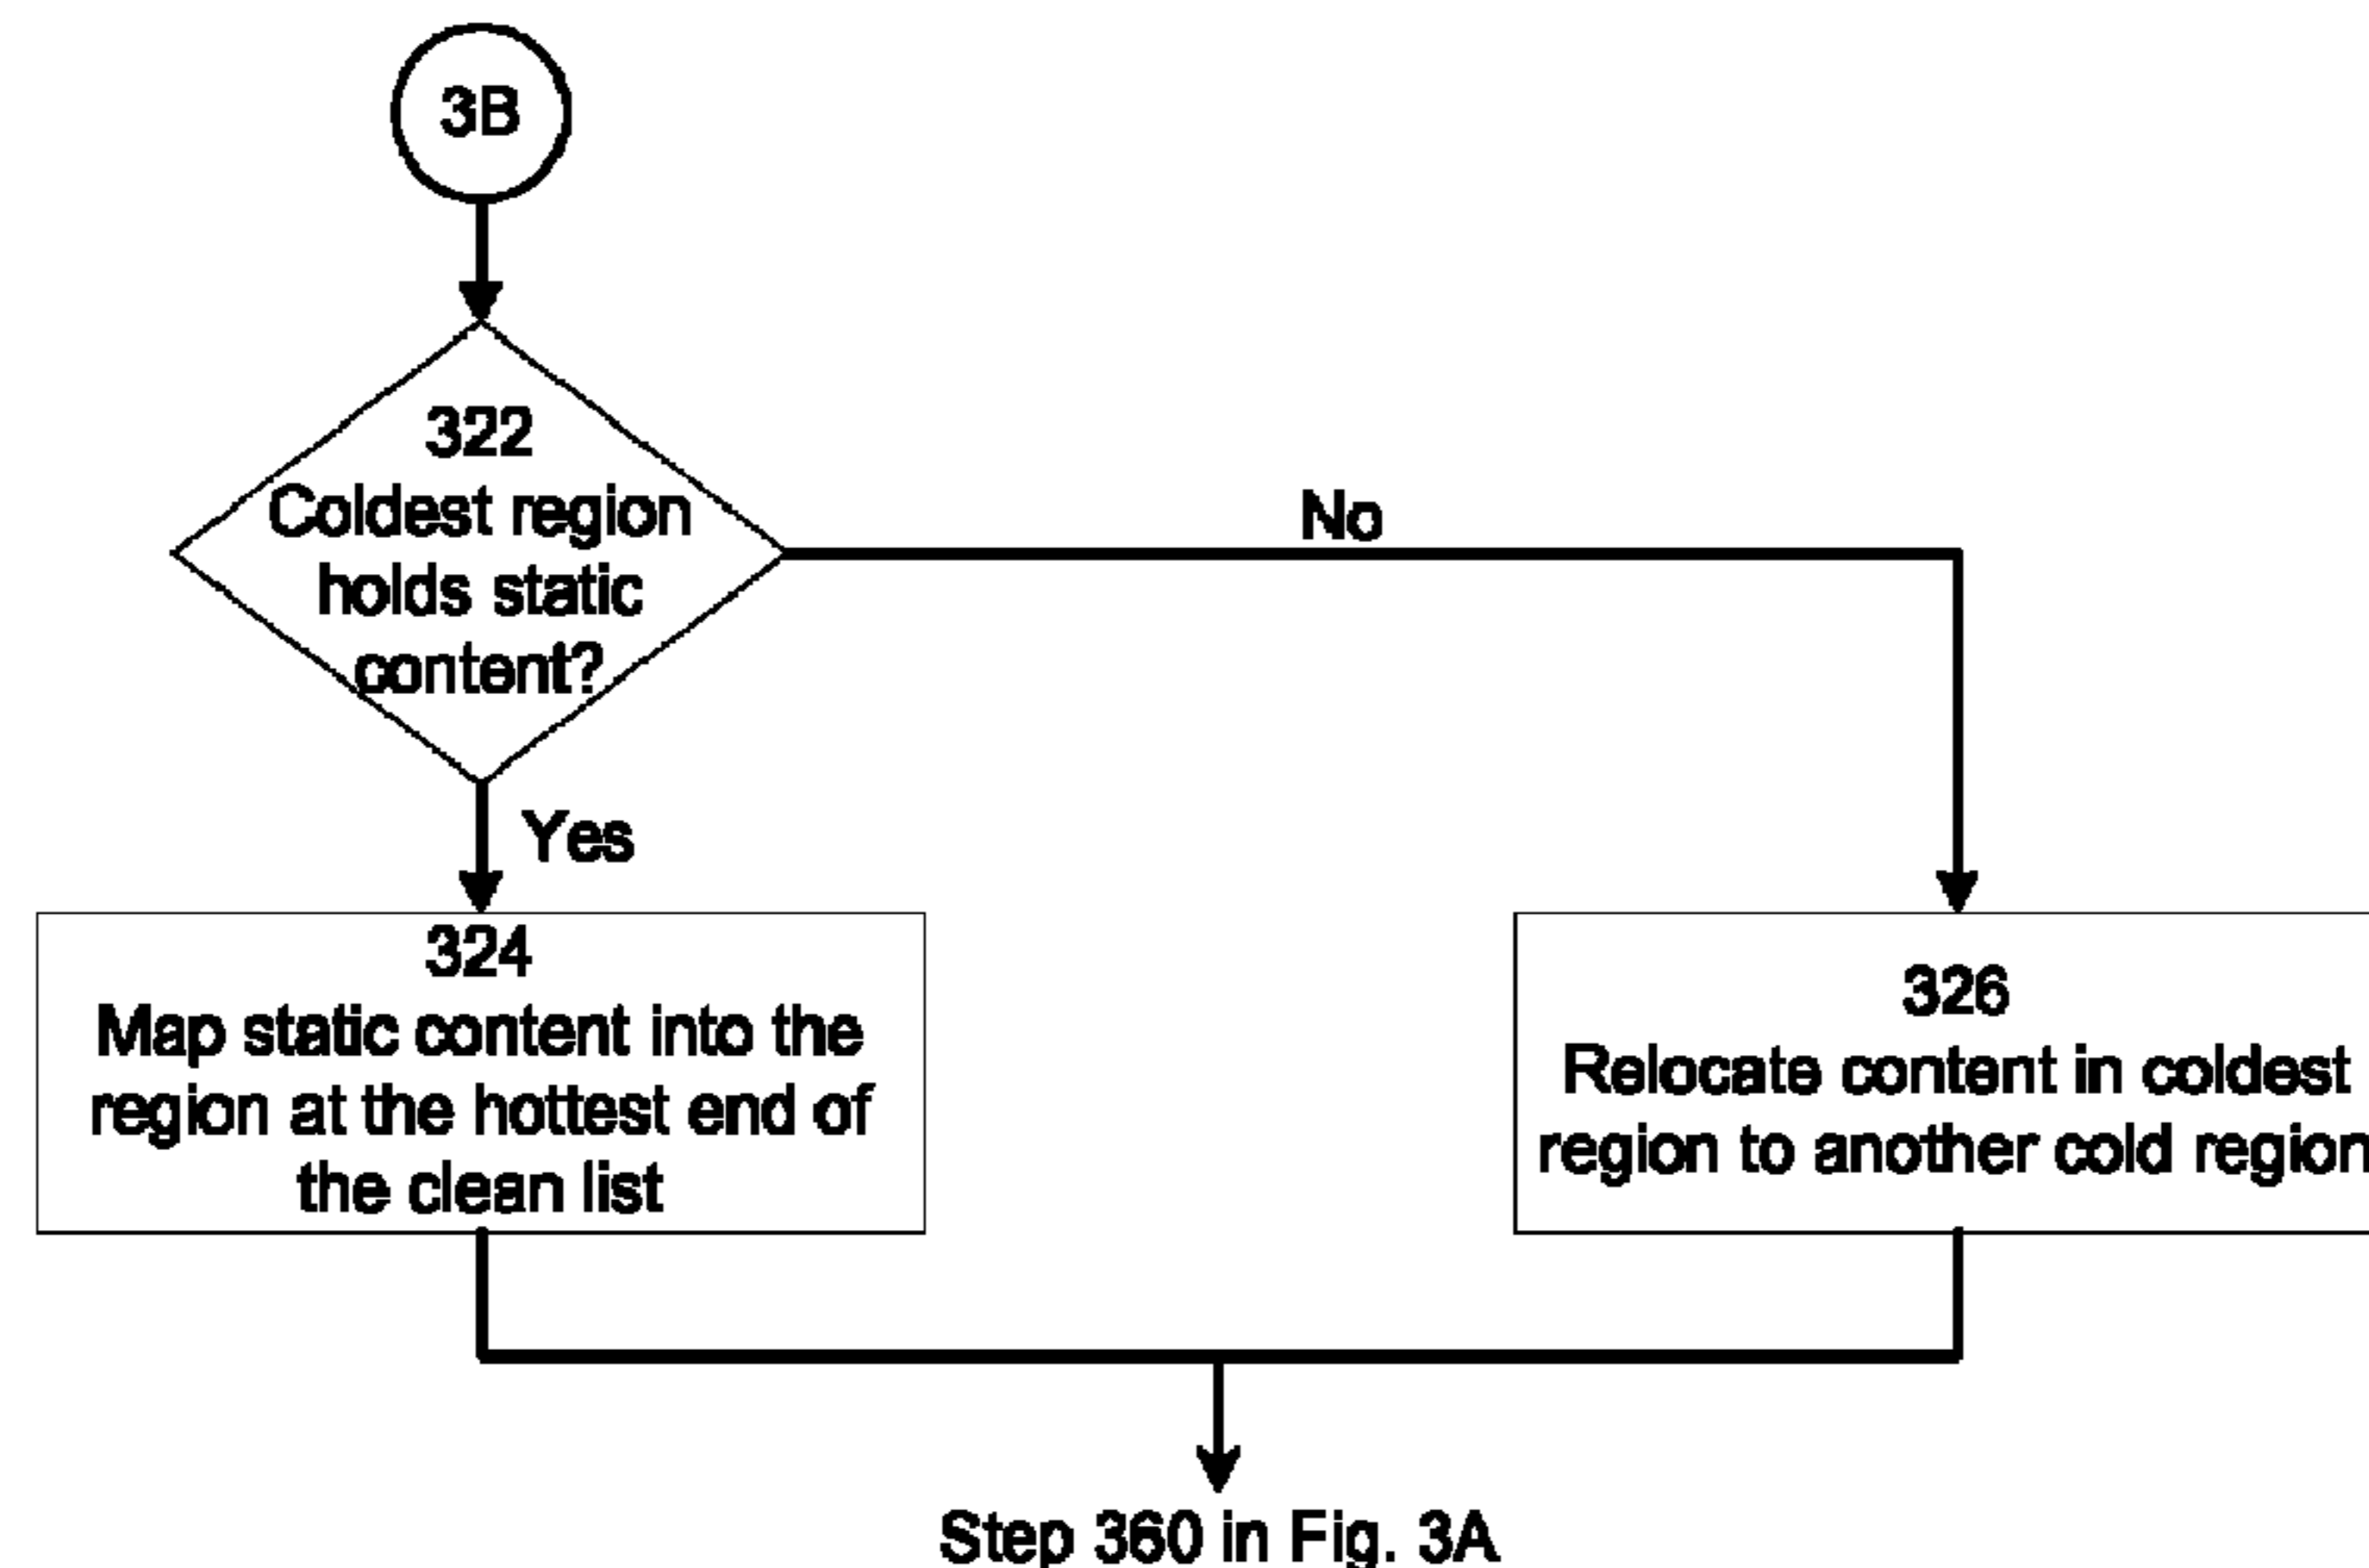 3B
322
Coldest region
holds static
content?
No
Yes
324
Map static content into the
region at the hottest end of
the clean list
326
Relocate content in coldest
region to another cold region
Step 360 in Fig. 3A